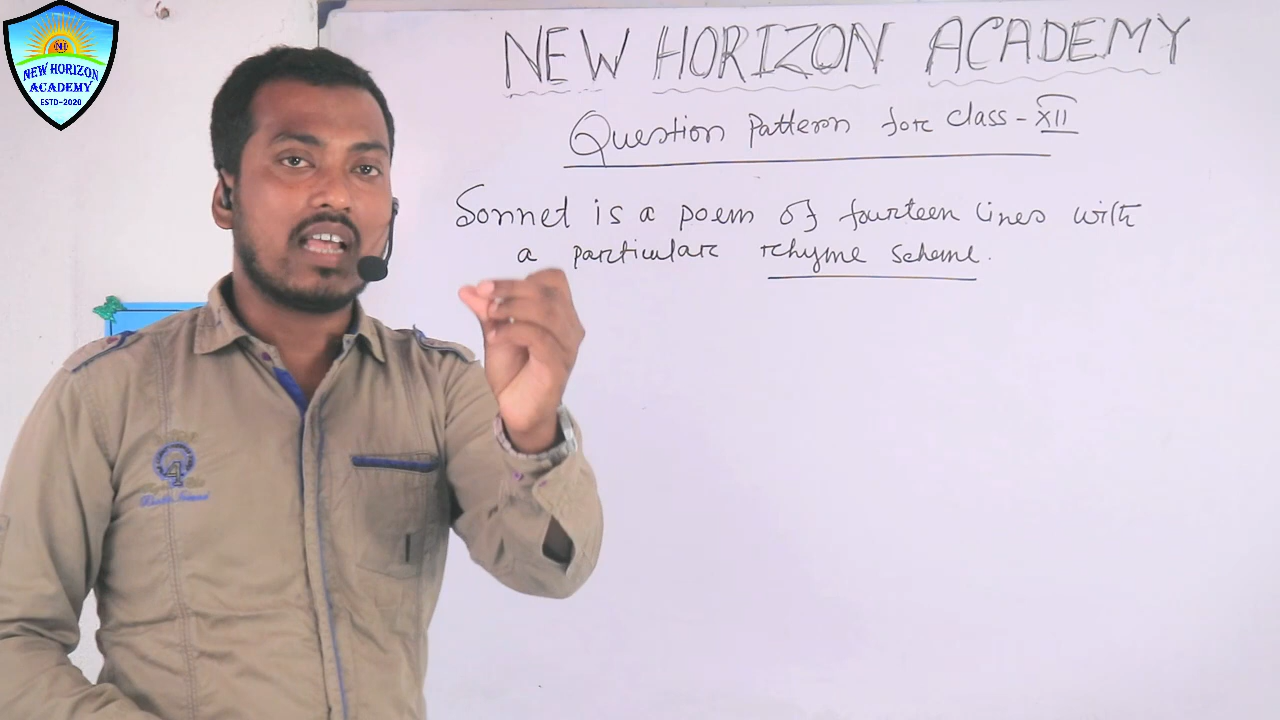 NEW HORIZON
ACADEMY
ESTD-2020
NEW HORIZON ACADEMY
Question Pattern for Class-XII
Sonnet is a poem of fourteen lines with
a particular rhyme scheme.
4